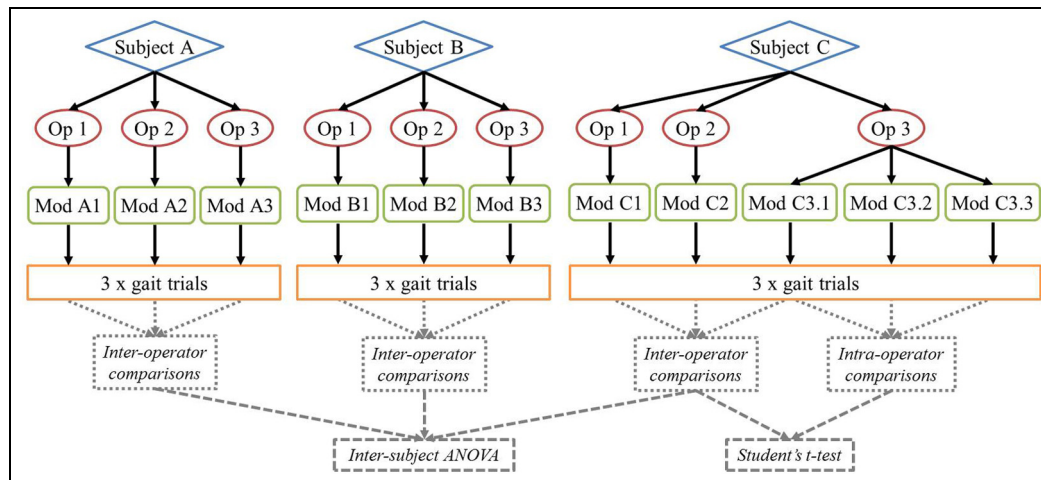 Subject A
Subject B
Subject C
Op 1
Op 2
Op 3
Op 1
Op 2
Op 3
Op 1
Op 2
Op 3
Mod A1
Mod A2
Mod A3
Mod B1
Mod B2
Mod B3
Mod C1
Mod C2
Mod C3.1
Mod C3.2
Mod C3.3
3 x gait trials
3 x gait trials
3 x gait trials
Inter-operator
comparisons
Inter-operator
comparisons
Inter-operator
comparisons
Intra-operator
comparisons
Inter-subject ANOVA
Student's t-test